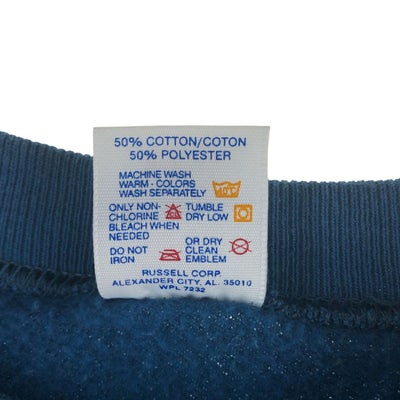 50% COTTON/COTON
50% POLYESTER
MACHINE WASH
WARM - COLORS
WASH SEPARATELY
40°C
ONLY NON-
CHLORINE
BLEACH WHEN
NEEDED
TUMBLE
DRY LOW
DO NOT
IRON
OR DRY
CLEAN
EMBLEM
RUSSELL CORP.
ALEXANDER CITY, AL. 35010
WPL 7232